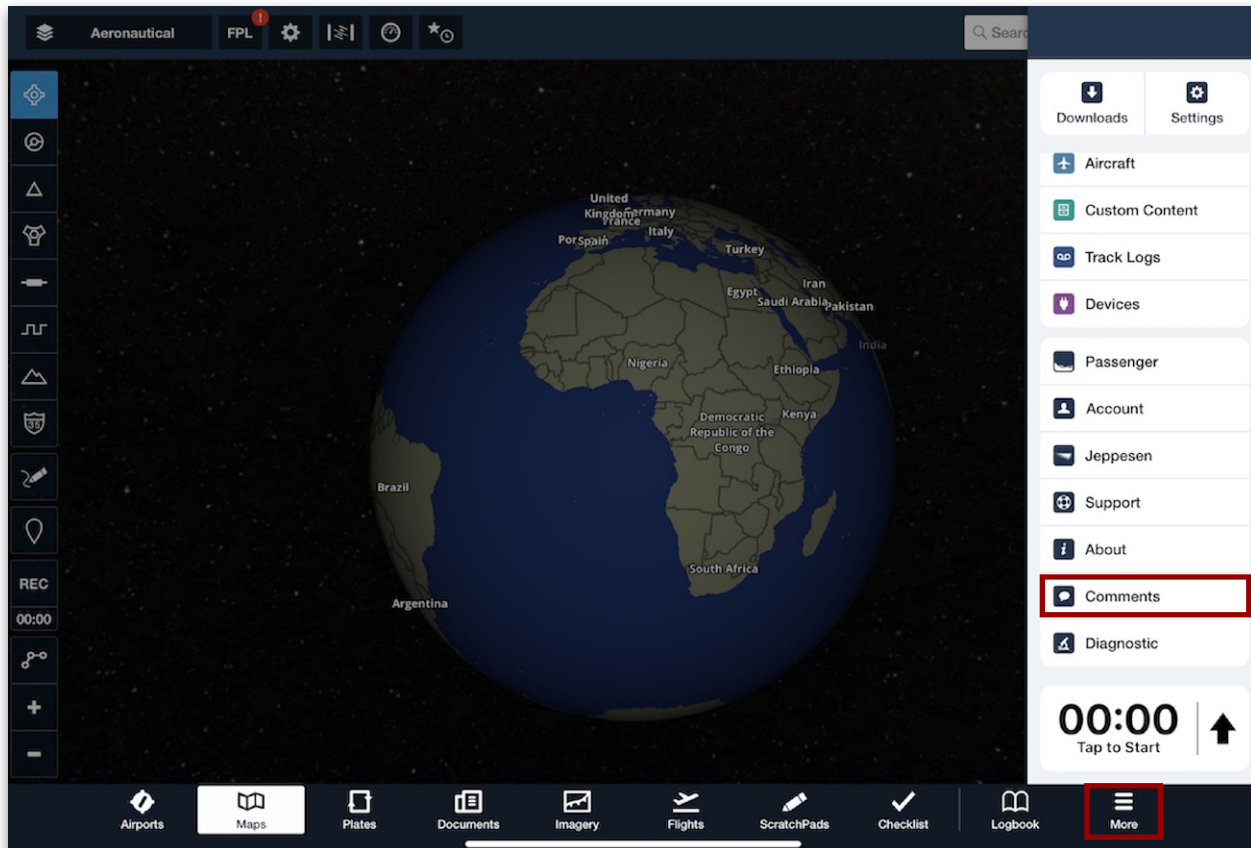 Aeronautical
FPL
!
Sear
Downloads
Settings
Aircraft
Custom Content
Track Logs
Devices
Passenger
Account
Jeppesen
Support
About
Comments
Diagnostic
00:00
Tap to Start
35
REC
00:00
United
Kingdom
Germany
France
Italy
Spain
Turkey
Iran
Egypt
Saudi Arabia
Pakistan
India
Nigeria
Ethiopia
Democratic
Republic of the
Congo
Kenya
Brazil
South Africa
Argentina
Airports
Maps
Plates
Documents
Imagery
Flights
ScratchPads
Checklist
Logbook
More